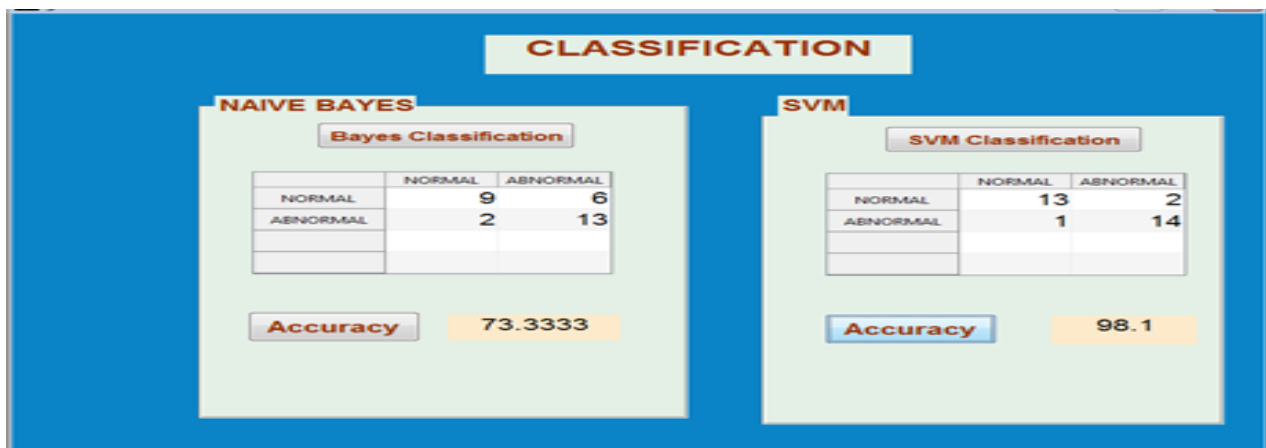 CLASSIFICATION
NAIVE BAYES
Bayes Classification
NORMAL ABNORMAL
NORMAL 9 6
ABNORMAL 2 13
Accuracy 73.3333
SVM
SVM Classification
NORMAL ABNORMAL
NORMAL 13 2
ABNORMAL 1 14
Accuracy 98.1